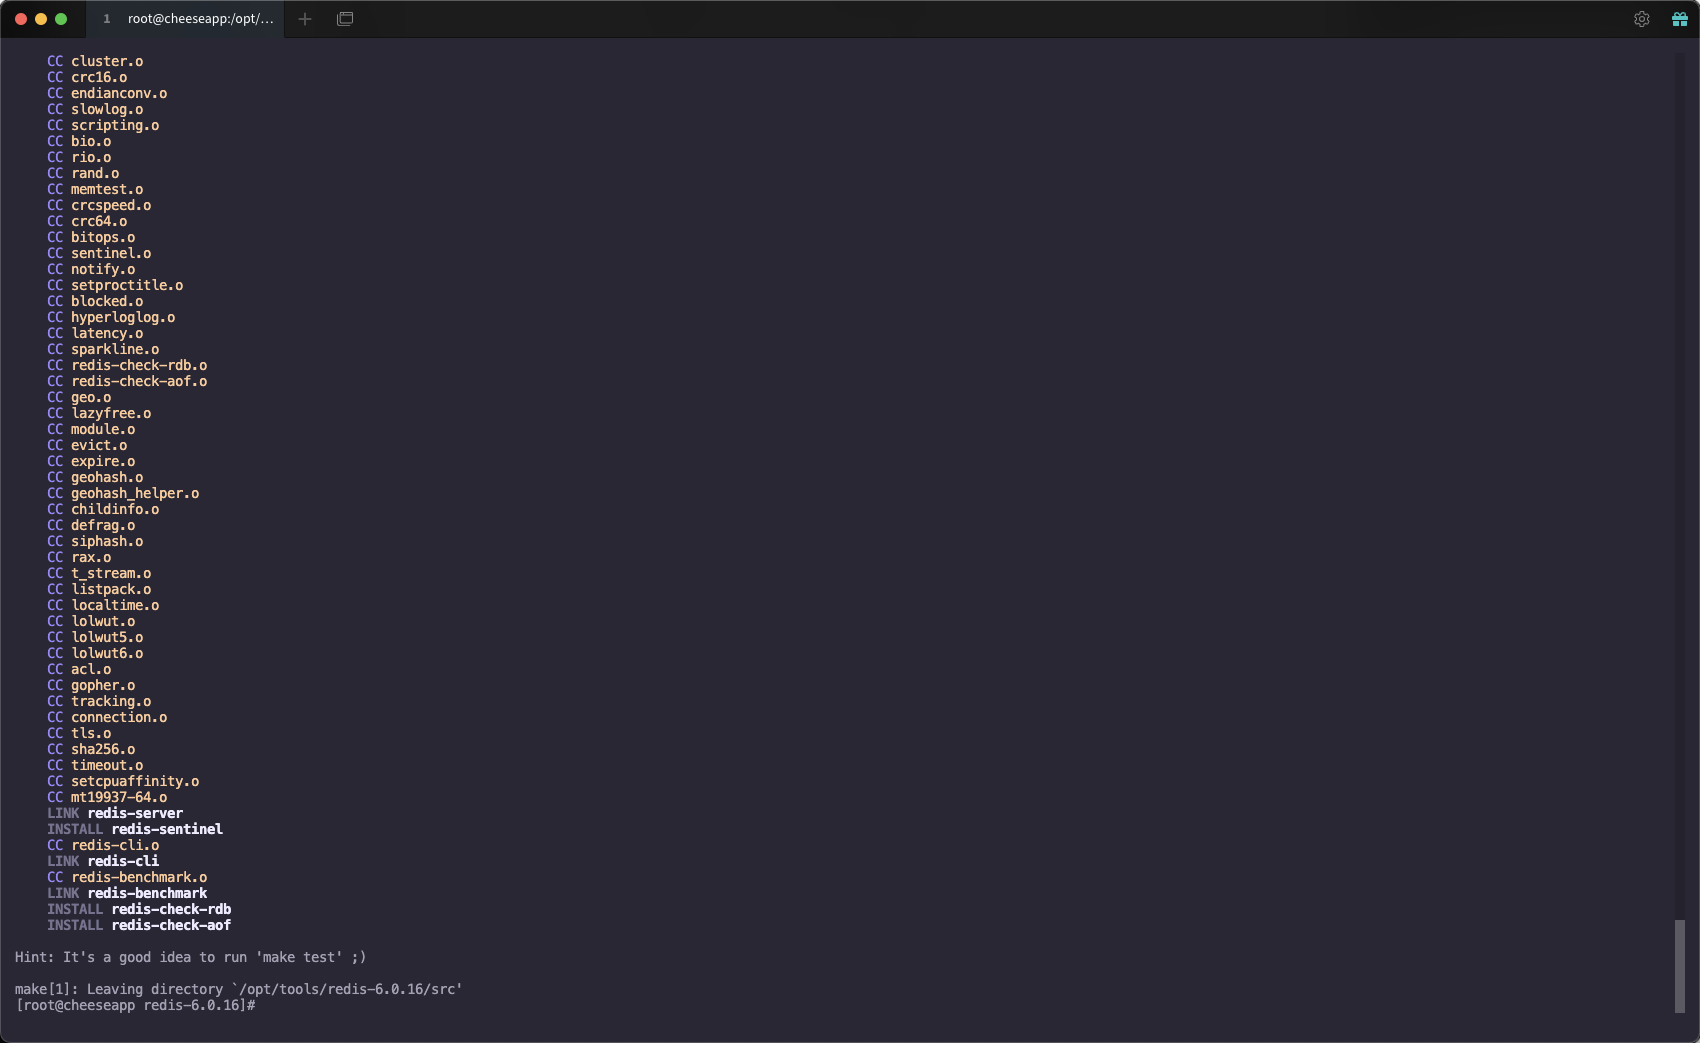 1 root@cheeseapp:/opt/...
CC cluster.o
CC crc16.o
CC endianconv.o
CC slowlog.o
CC scripting.o
CC bio.o
CC rio.o
CC rand.o
CC memtest.o
CC crcspeed.o
CC crc64.o
CC bitops.o
CC sentinel.o
CC notify.o
CC setproctitle.o
CC blocked.o
CC hyperloglog.o
CC latency.o
CC sparkline.o
CC redis-check-rdb.o
CC redis-check-aof.o
CC geo.o
CC lazyfree.o
CC module.o
CC evict.o
CC expire.o
CC geohash.o
CC geohash_helper.o
CC childinfo.o
CC defrag.o
CC siphash.o
CC rax.o
CC t_stream.o
CC listpack.o
CC localtime.o
CC lolwut.o
CC lolwut5.o
CC lolwut6.o
CC acl.o
CC gopher.o
CC tracking.o
CC connection.o
CC tls.o
CC sha256.o
CC timeout.o
CC setcpuaffinity.o
CC mt19937-64.o
LINK redis-server
INSTALL redis-sentinel
CC redis-cli.o
LINK redis-cli
CC redis-benchmark.o
LINK redis-benchmark
INSTALL redis-check-rdb
INSTALL redis-check-aof
Hint: It's a good idea to run 'make test' ;)
make[1]: Leaving directory `/opt/tools/redis-6.0.16/src'
[root@cheeseapp redis-6.0.16]#